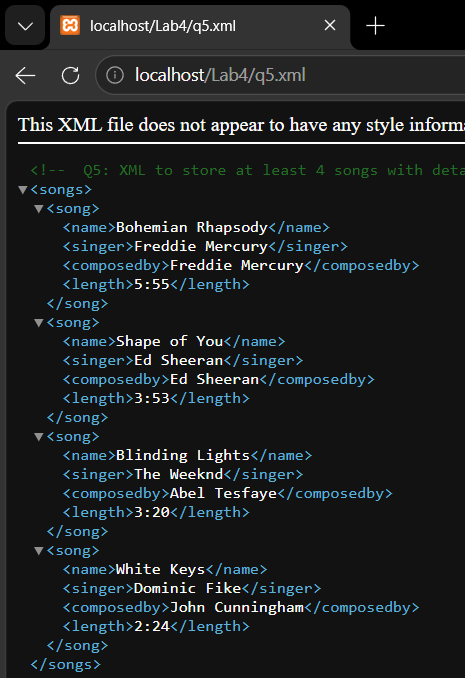 localhost/Lab4/q5.xml
localhost/Lab4/q5.xml
This XML file does not appear to have any style
<!-- Q5: XML to store at least 4 songs with
<songs>
<song>
<name>Bohemian Rhapsody</name>
<singer>Freddie Mercury</singer>
<composedby>Freddie Mercury</composedby>
<length>5:55</length>
</song>
<song>
<name>Shape of You</name>
<singer>Ed Sheeran</singer>
<composedby>Ed Sheeran</composedby>
<length>3:53</length>
</song>
<song>
<name>Blinding Lights</name>
<singer>The Weeknd</singer>
<composedby>Abel Tesfaye</composedby>
<length>3:20</length>
</song>
<song>
<name>White Keys</name>
<singer>Dominic Fike</singer>
<composedby>John Cunningham</composedby>
<length>2:24</length>
</song>
</songs>